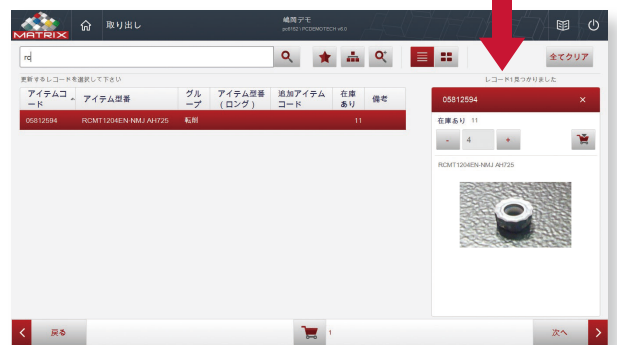 MATRIX
取り出し
嶋岡デモ
rc
全てクリア
更新するレコードを選択して下さい
レコード1見つかりました
アイテムコード
アイテム型番
グループ
アイテム型番(ロング)
追加アイテムコード
在庫あり
備考
05812594
RCMT1204EN-NMJ AH725
転削
11
05812594
×
在庫あり 11
-
4
+
RCMT1204EN-NMJ AH725
戻る
1
次へ